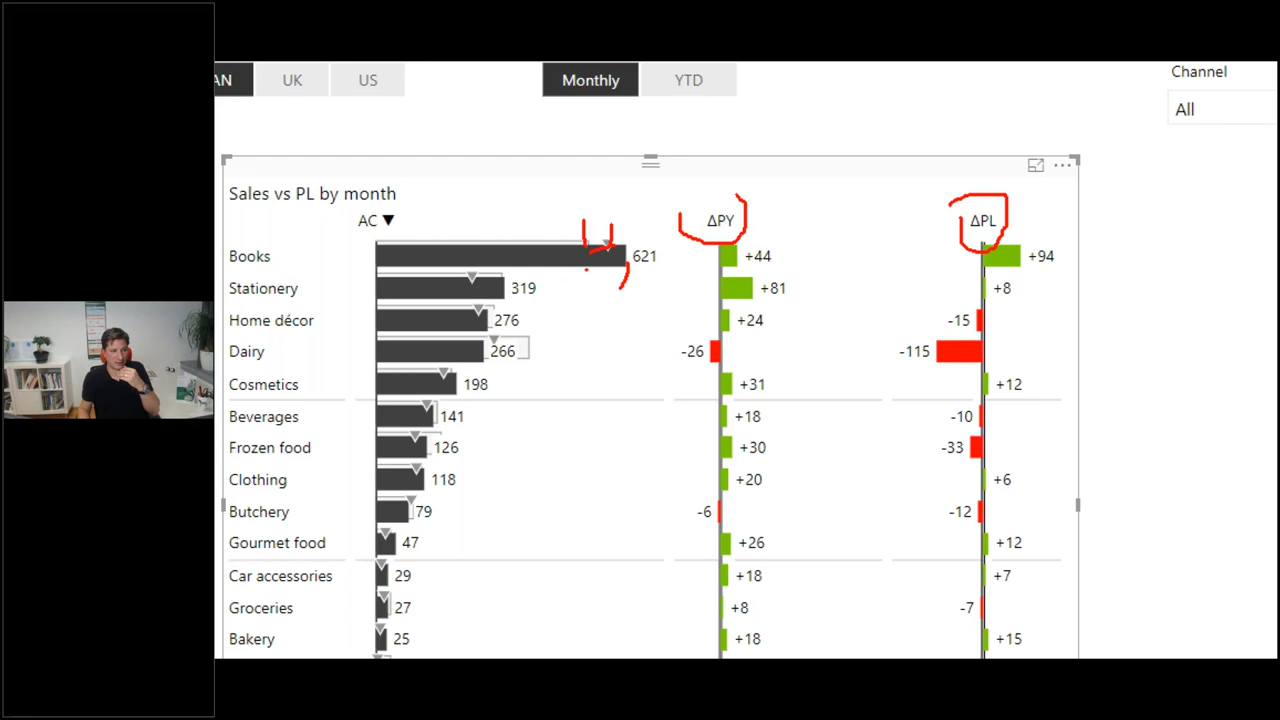 AN UK US Monthly YTD Channel
All
Sales vs PL by month
AC ▼ ΔPY ΔPL
Books 621 +44 +94
Stationery 319 +81 +8
Home décor 276 +24 -15
Dairy 266 -26 -115
Cosmetics 198 +31 +12
Beverages 141 +18 -10
Frozen food 126 +30 -33
Clothing 118 +20 +6
Butchery 79 -6 -12
Gourmet food 47 +26 +12
Car accessories 29 +18 +7
Groceries 27 +8 -7
Bakery 25 +18 +15